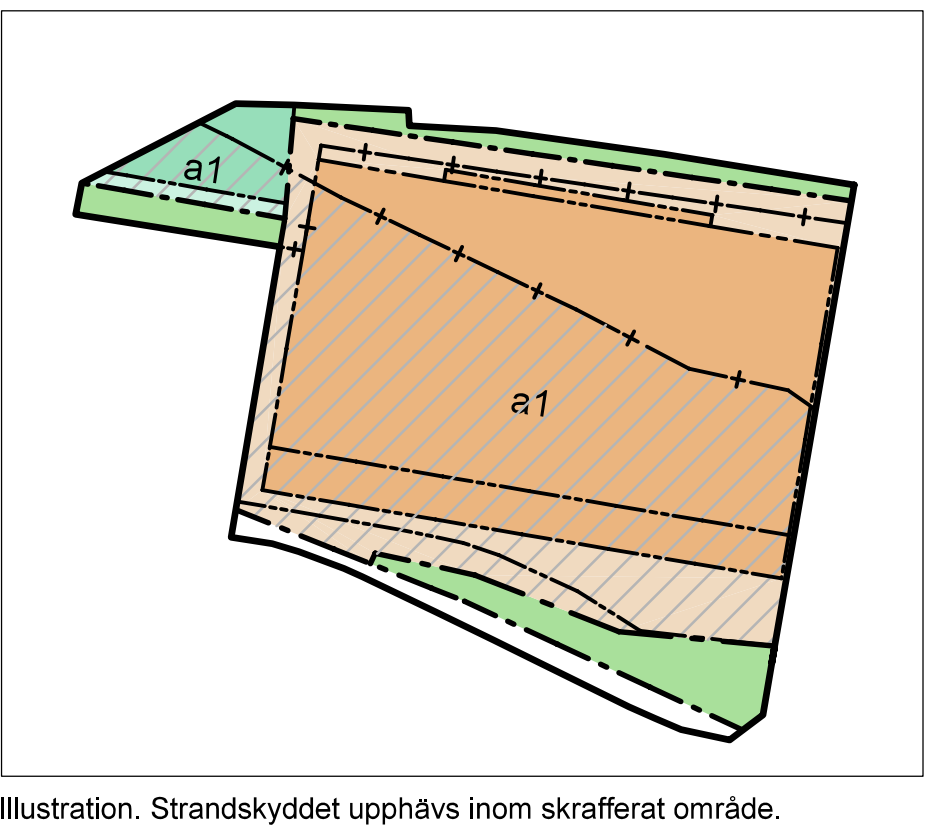 a1
a1
Illustration. Strandskyddet upphävs inom skrafferat område.